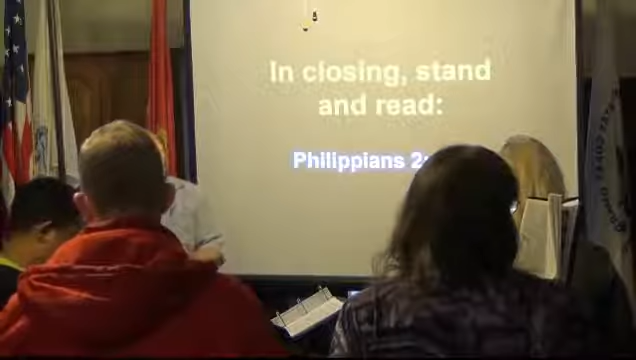 In closing, stand
and read:
Philippians 2: